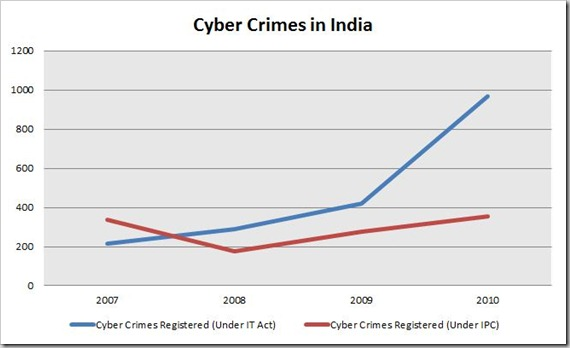 Cyber Crimes in India
1200
1000
800
600
400
200
0
2007 2008 2009 2010
Cyber Crimes Registered (Under IT Act) Cyber Crimes Registered (Under IPC)